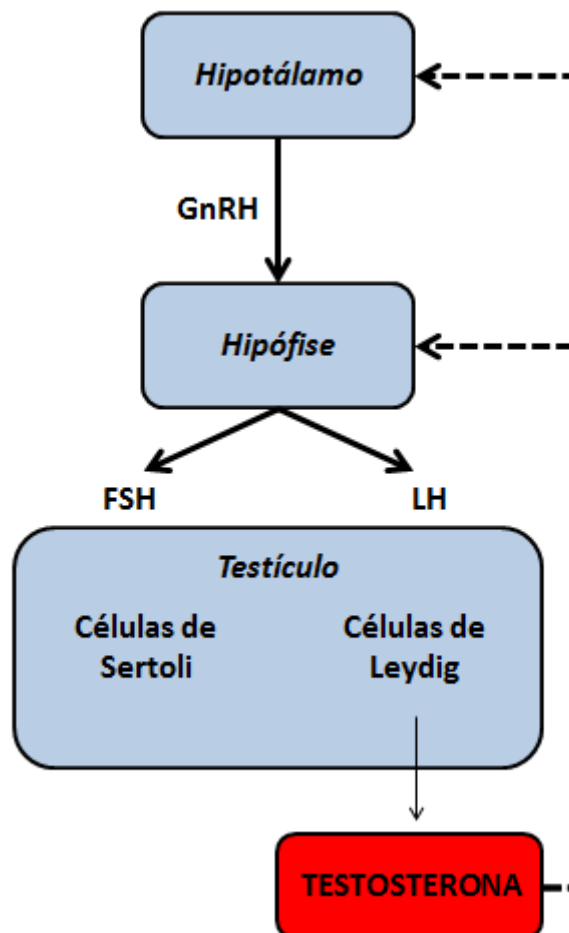 Hipotálamo
GnRH
Hipófise
FSH
LH
Testículo
Células de
Sertoli
Células de
Leydig
TESTOSTERONA